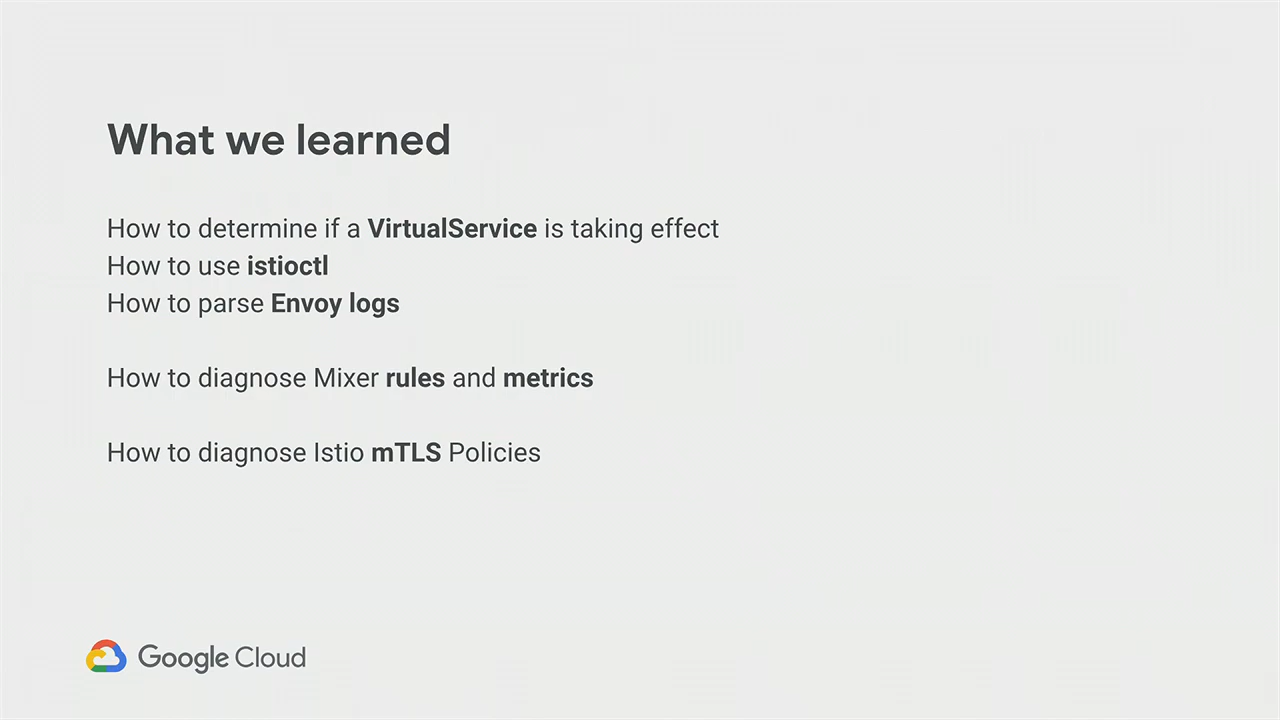 What we learned
How to determine if a VirtualService is taking effect
How to use istioctl
How to parse Envoy logs
How to diagnose Mixer rules and metrics
How to diagnose Istio mTLS Policies
Google Cloud